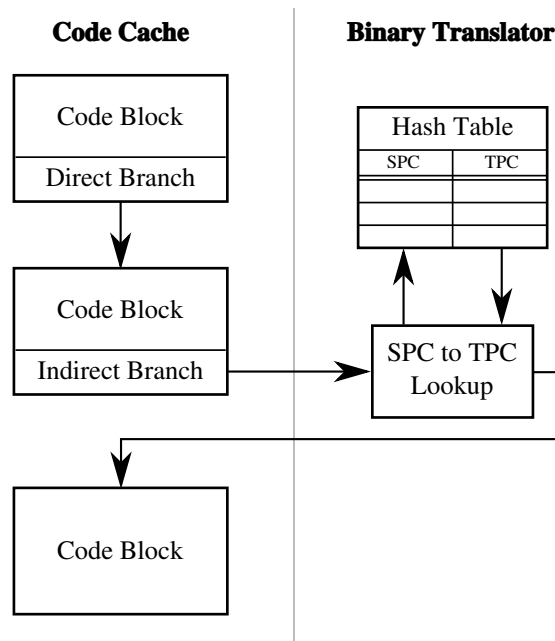 Code Cache
Code Block
Direct Branch
Code Block
Indirect Branch
Code Block
Binary Translator
Hash Table
SPC TPC
SPC to TPC
Lookup